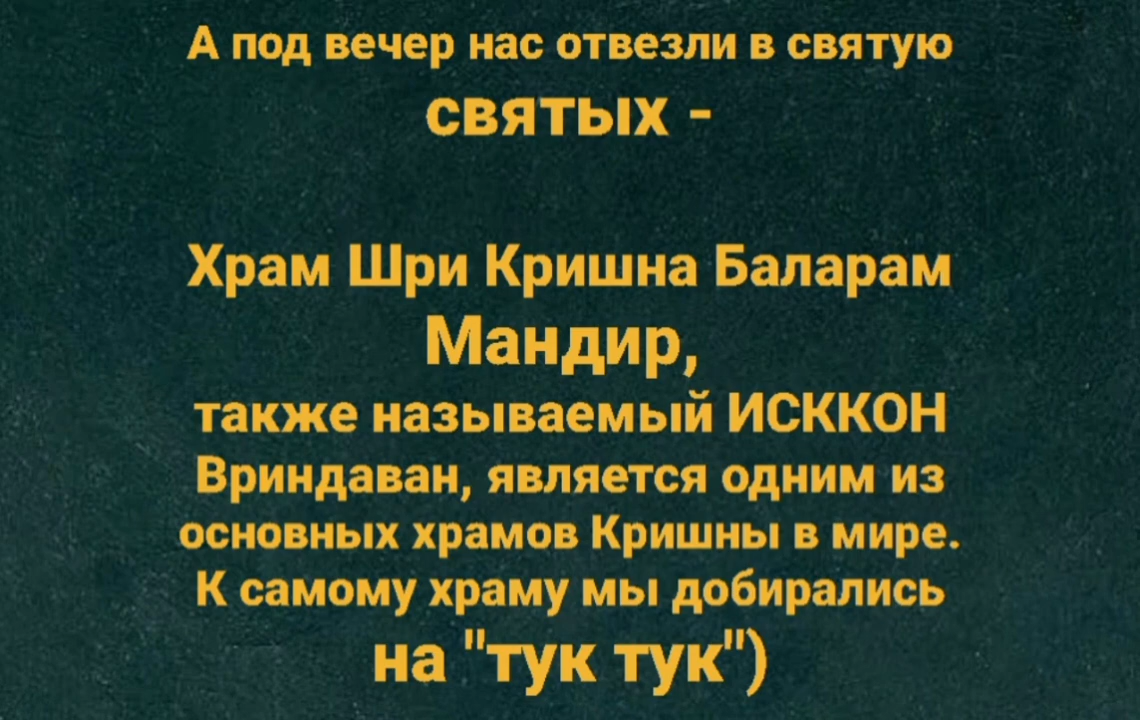 А под вечер нас отвезли в святую
святых -
Храм Шри Кришна Баларам
Мандир,
также называемый ИСККОН
Вриндаван, является одним из
основных храмов Кришны в мире.
К самому храму мы добирались
на "тук тук")